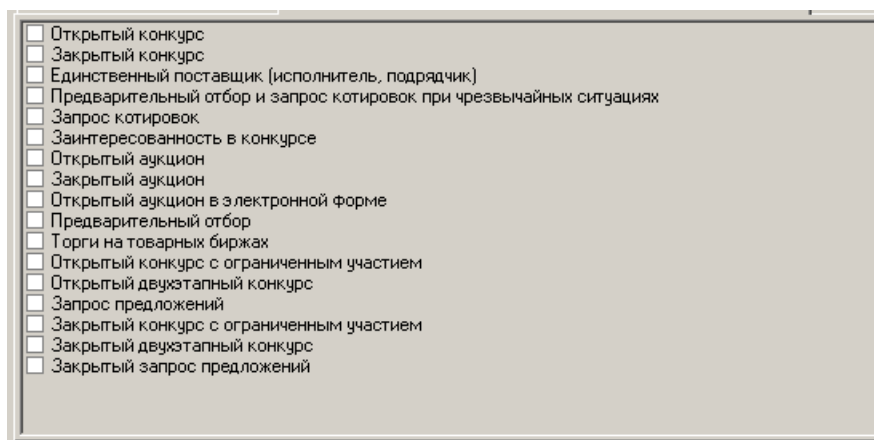 Открытый конкурс
Закрытый конкурс
Единственный поставщик (исполнитель, подрядчик)
Предварительный отбор и запрос котировок при чрезвычайных ситуациях
Запрос котировок
Заинтересованность в конкурсе
Открытый аукцион
Закрытый аукцион
Открытый аукцион в электронной форме
Предварительный отбор
Торги на товарных биржах
Открытый конкурс с ограниченным участием
Открытый двухэтапный конкурс
Запрос предложений
Закрытый конкурс с ограниченным участием
Закрытый двухэтапный конкурс
Закрытый запрос предложений